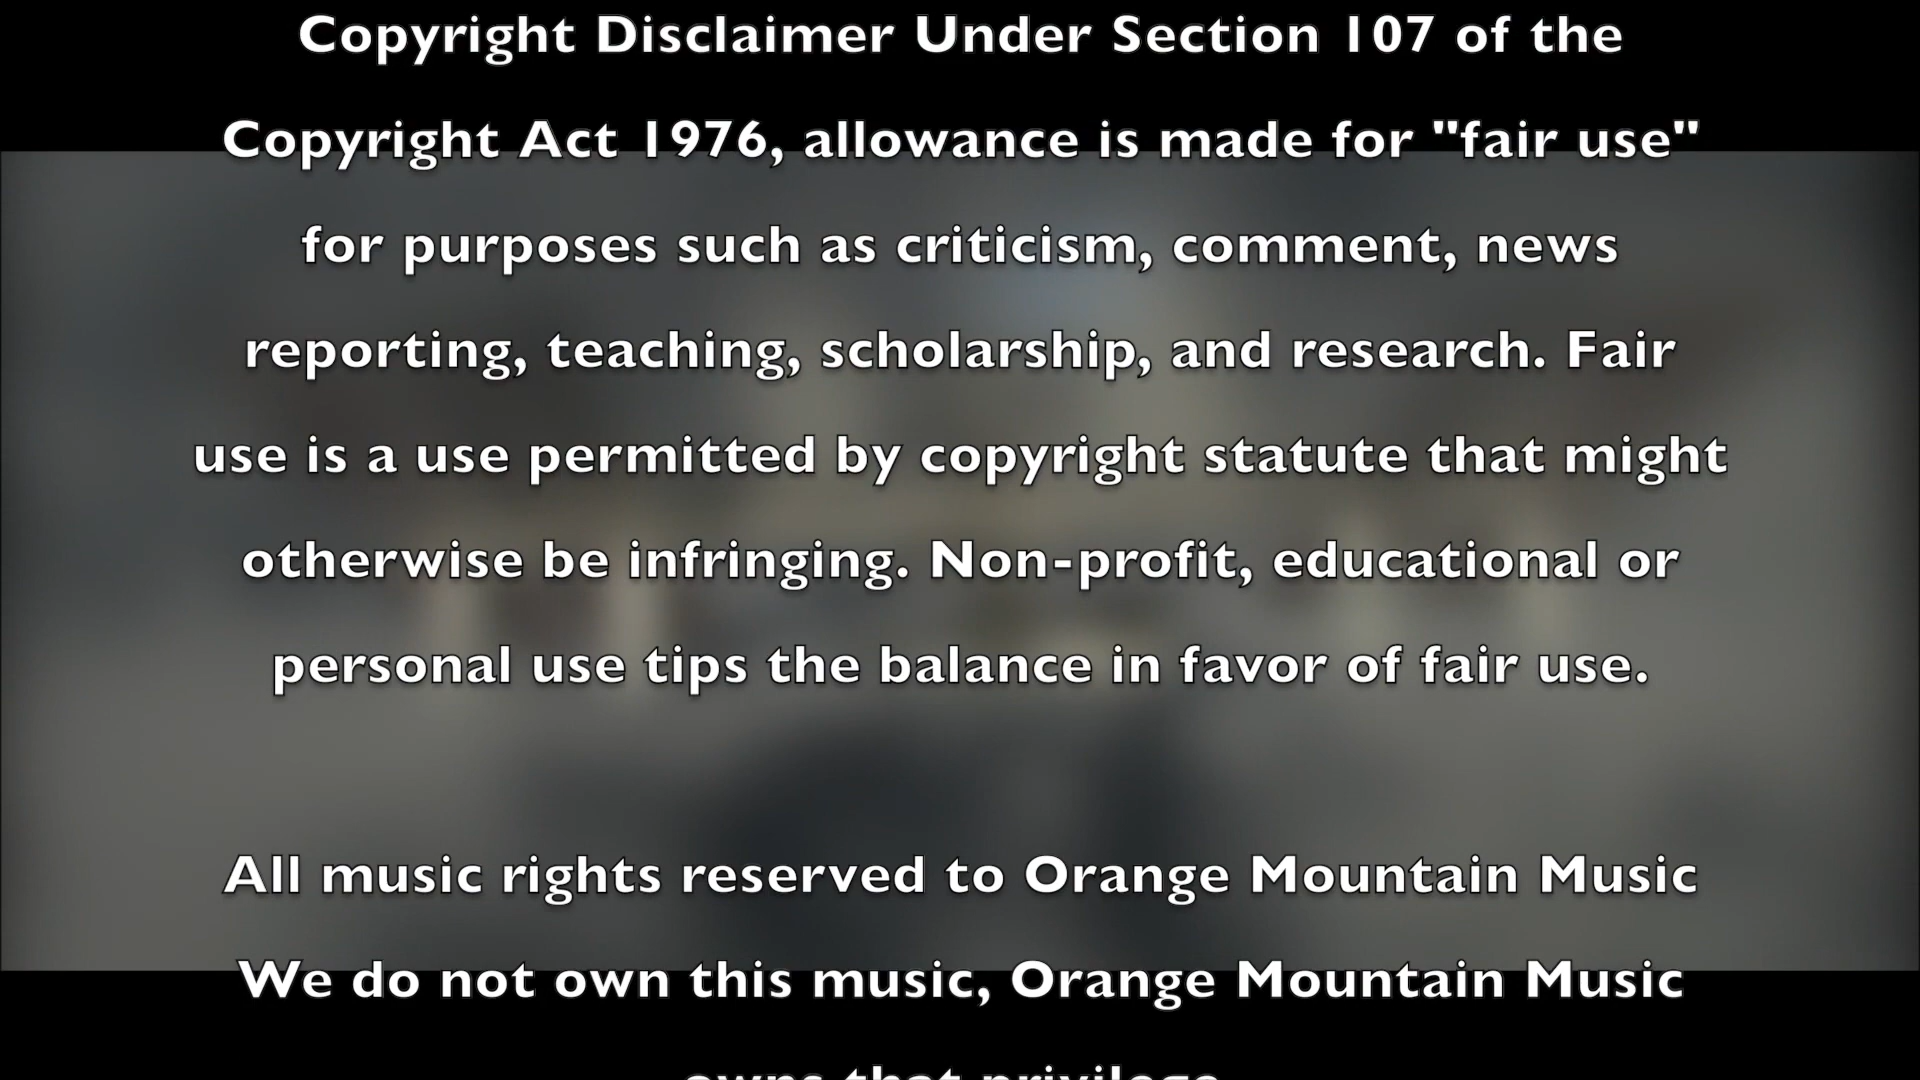 Copyright Disclaimer Under Section 107 of the
Copyright Act 1976, allowance is made for "fair use"
for purposes such as criticism, comment, news
reporting, teaching, scholarship, and research. Fair
use is a use permitted by copyright statute that might
otherwise be infringing. Non-profit, educational or
personal use tips the balance in favor of fair use.
All music rights reserved to Orange Mountain Music
We do not own this music, Orange Mountain Music
owns that privilege